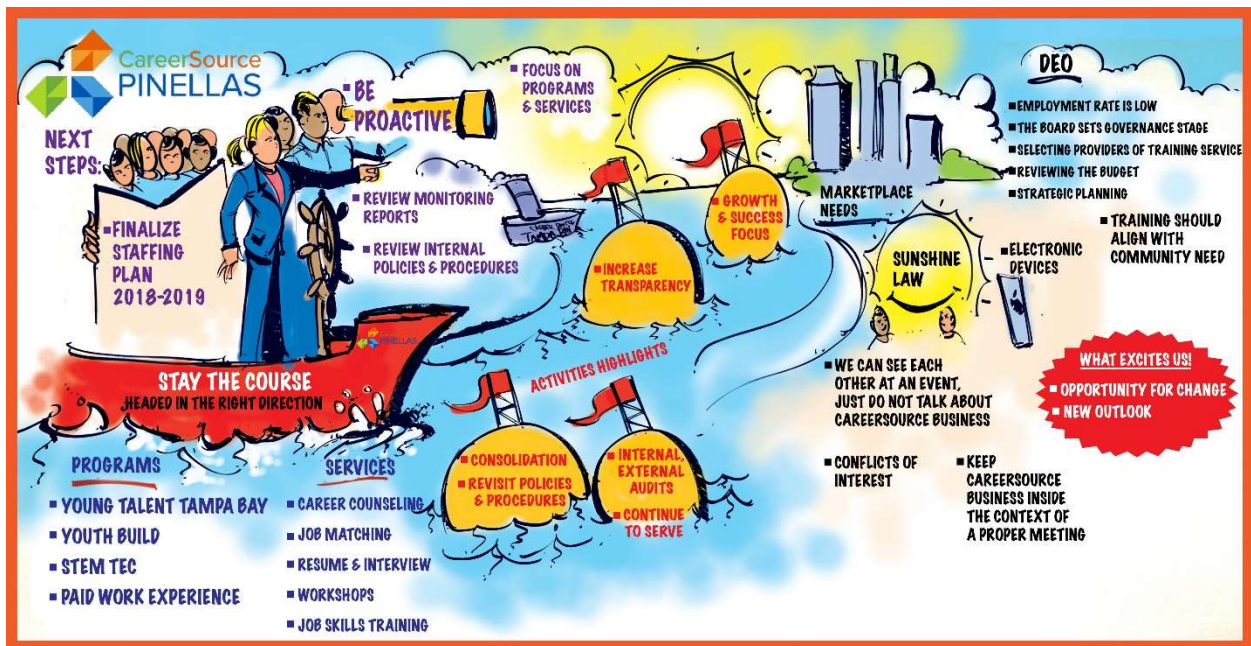 CareerSource
PINELLAS
NEXT
STEPS:
▪ FINALIZE
STAFFING
PLAN
2018-2019
▪ BE
PROACTIVE
▪ REVIEW MONITORING
REPORTS
▪ REVIEW INTERNAL
POLICIES & PROCEDURES
▪ FOCUS ON
PROGRAMS
& SERVICES
PINELLAS
STAY THE COURSE
HEADED IN THE RIGHT DIRECTION
PROGRAMS
▪ YOUNG TALENT TAMPA BAY
▪ YOUTH BUILD
▪ STEM TEC
▪ PAID WORK EXPERIENCE
SERVICES
▪ CAREER COUNSELING
▪ JOB MATCHING
▪ RESUME & INTERVIEW
▪ WORKSHOPS
▪ JOB SKILLS TRAINING
ACTIVITIES HIGHLIGHTS
▪ CONSOLIDATION
▪ REVISIT POLICIES
& PROCEDURES
▪ INTERNAL,
EXTERNAL
AUDITS
▪ CONTINUE
TO SERVE
▪ INCREASE
TRANSPARENCY
▪ GROWTH
& SUCCESS
FOCUS
MARKETPLACE
NEEDS
DEO
▪ EMPLOYMENT RATE IS LOW
▪ THE BOARD SETS GOVERNANCE STAGE
▪ SELECTING PROVIDERS OF TRAINING SERVICE
▪ REVIEWING THE BUDGET
▪ STRATEGIC PLANNING
▪ TRAINING SHOULD
ALIGN WITH
COMMUNITY NEED
SUNSHINE
LAW
▪ ELECTRONIC
DEVICES
▪ WE CAN SEE EACH
OTHER AT AN EVENT,
JUST DO NOT TALK ABOUT
CAREERSOURCE BUSINESS
▪ CONFLICTS OF
INTEREST
▪ KEEP
CAREERSOURCE
BUSINESS INSIDE
THE CONTEXT OF
A PROPER MEETING
WHAT EXCITES US!
▪ OPPORTUNITY FOR CHANGE
▪ NEW OUTLOOK